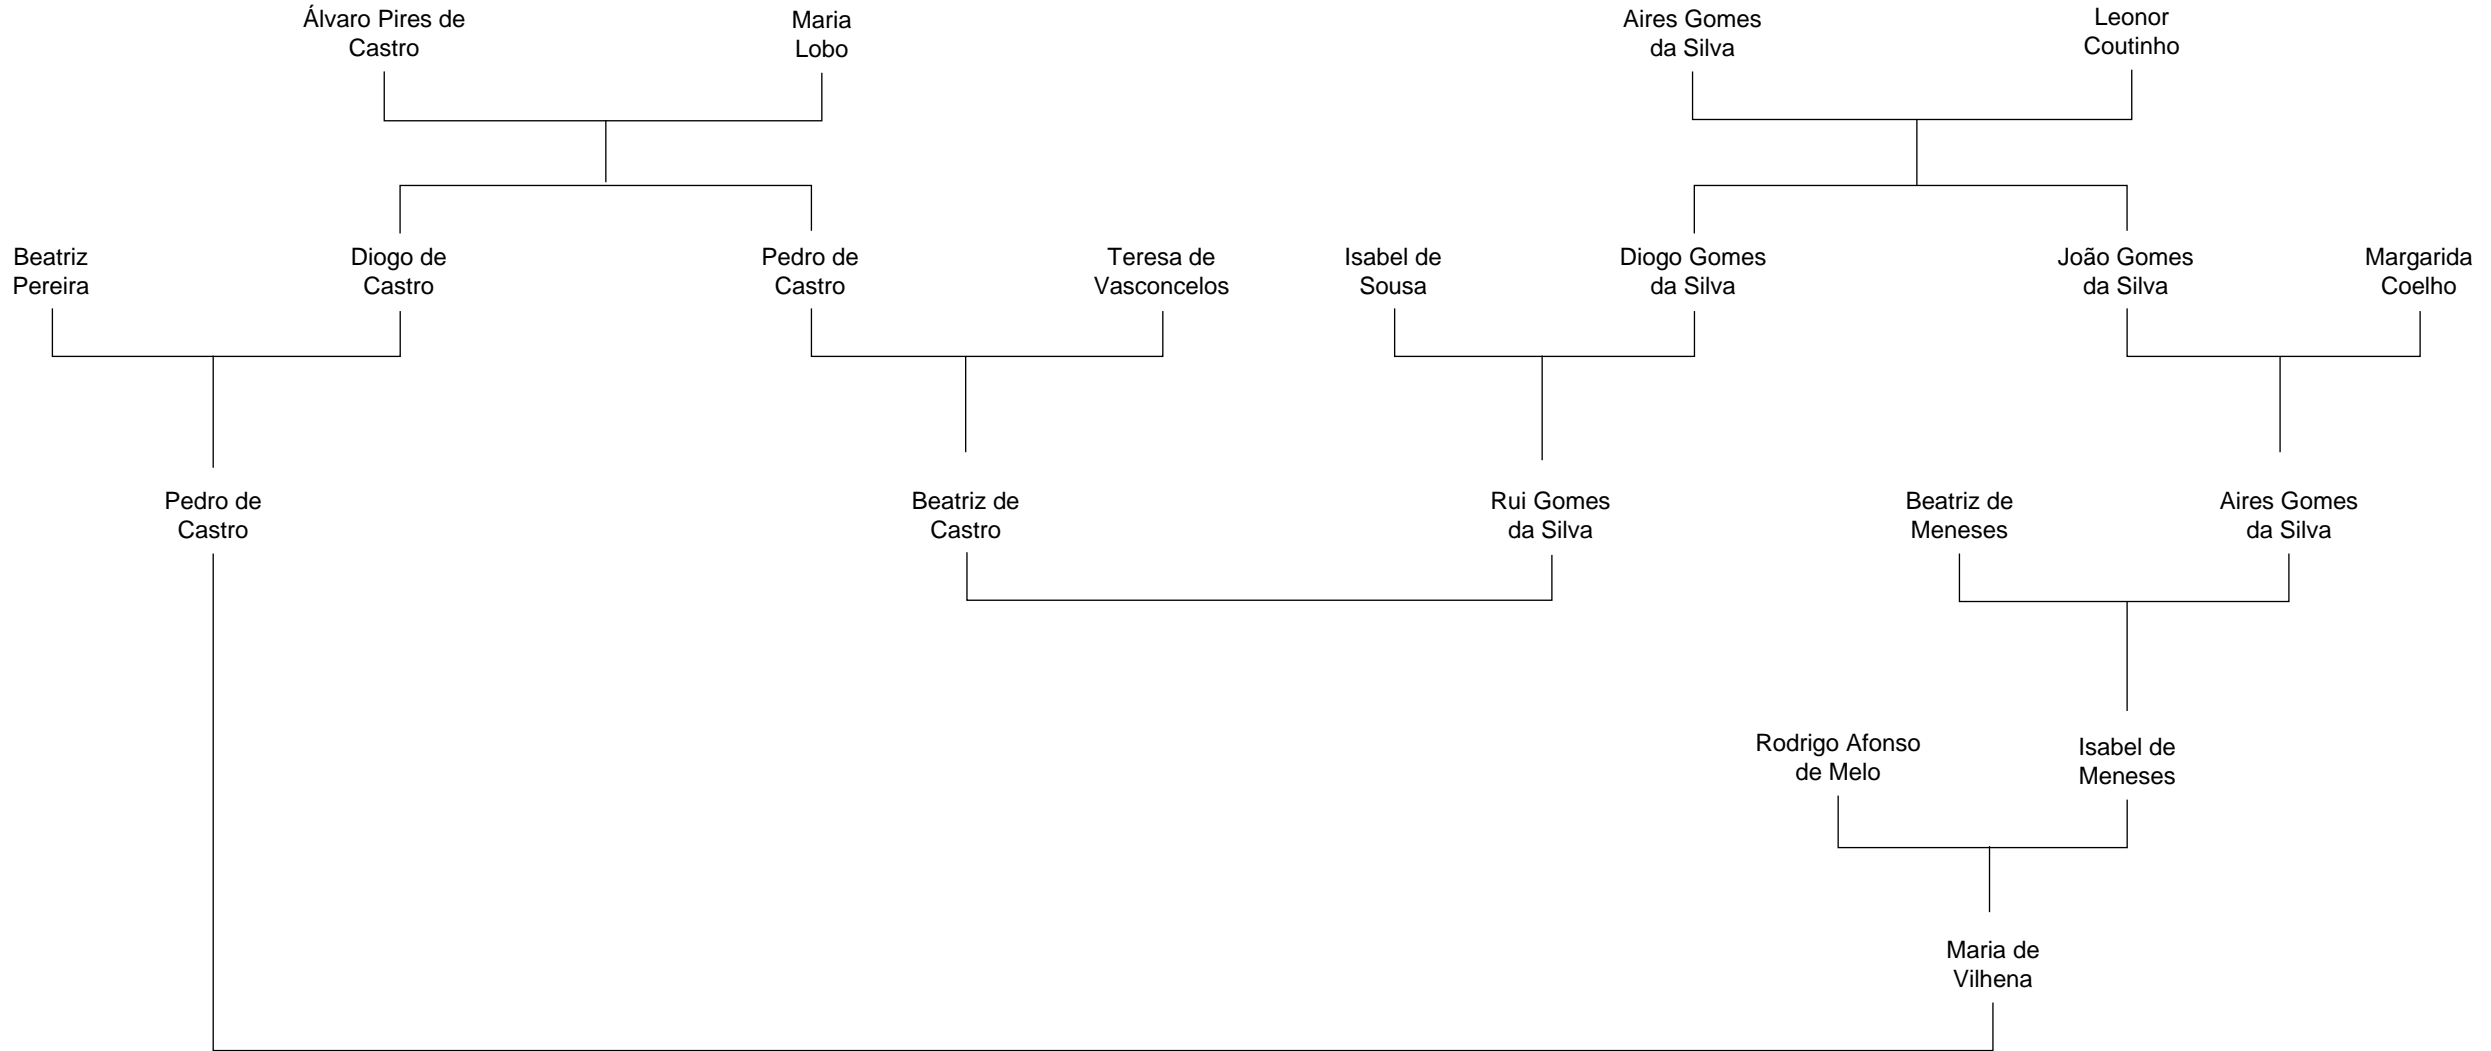 Álvaro Pires de
Castro
Maria
Lobo
Aires Gomes
da Silva
Leonor
Coutinho
Beatriz
Pereira
Diogo de
Castro
Pedro de
Castro
Teresa de
Vasconcelos
Isabel de
Sousa
Diogo Gomes
da Silva
João Gomes
da Silva
Margarida
Coelho
Pedro de
Castro
Beatriz de
Castro
Rui Gomes
da Silva
Beatriz de
Meneses
Aires Gomes
da Silva
Rodrigo Afonso
de Melo
Isabel de
Meneses
Maria de
Vilhena